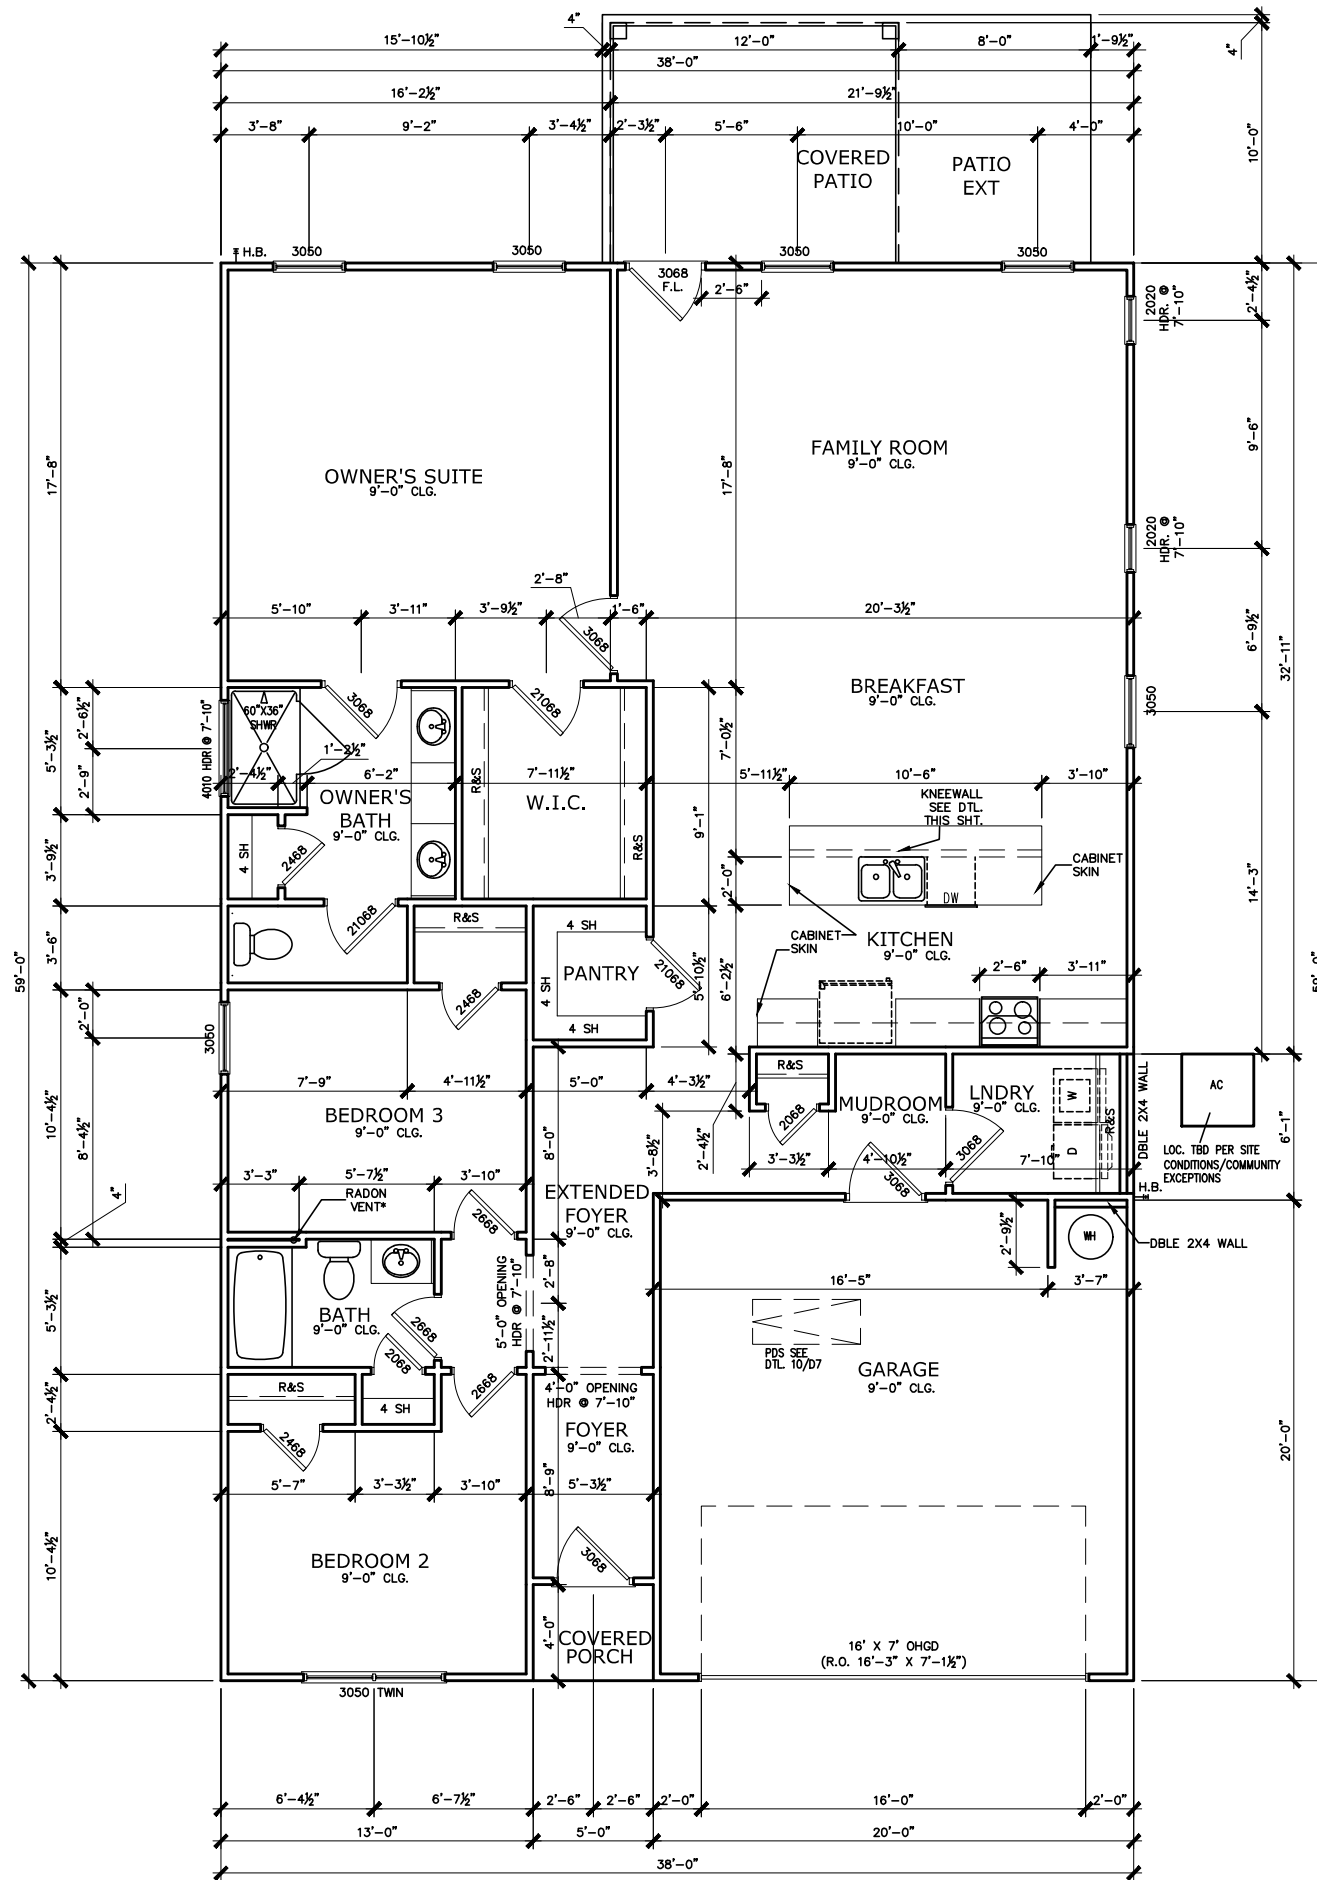 4"
15'-10½"
12'-0"
8'-0"
1'-9½"
4"
38'-0"
16'-2½"
21'-9½"
3'-8"
9'-2"
3'-4½"
2'-3½"
5'-6"
10'-0"
4'-0"
10'-0"
COVERED
PATIO
PATIO
EXT
H.B.
3050
3050
3068
F.L.
3050
3050
2'-6"
2020
HDR. @
7'-10"
2'-4½"
FAMILY ROOM
9'-0" CLG.
OWNER'S SUITE
9'-0" CLG.
17'-8"
17'-8"
9'-6"
2020
HDR. @
7'-10"
2'-8"
5'-10"
3'-11"
3'-9½"
1'-6"
20'-3½"
3068
6'-9½"
32'-11"
BREAKFAST
9'-0" CLG.
3050
60"X36"
SHWR
3068
21068
4010 HDR @ 7'-10"
2'-6½"
5'-3½"
2'-9"
1'-2½"
2'-4½"
6'-2"
R&S
7'-11½"
7'-0½"
5'-11½"
10'-6"
3'-10"
OWNER'S
BATH
9'-0" CLG.
W.I.C.
R&S
9'-1"
KNEEWALL
SEE DTL.
THIS SHT.
CABINET
SKIN
4 SH
2468
3'-9½"
2'-0"
DW
14'-3"
21068
R&S
4 SH
CABINET
SKIN
KITCHEN
9'-0" CLG.
3'-6"
59'-0"
PANTRY
4 SH
4 SH
21068
5'-10½"
6'-2½"
2'-6"
3'-11"
59'-0"
2468
2'-0"
3050
7'-9"
4'-11½"
5'-0"
4'-3½"
R&S
BEDROOM 3
9'-0" CLG.
10'-4½"
8'-4½"
8'-0"
2'-4½"
3'-8½"
2068
MUDROOM
9'-0" CLG.
LNDRY
9'-0" CLG.
W
D
R&S
DBLE 2X4 WALL
AC
LOC. TBD PER SITE
CONDITIONS/COMMUNITY
EXCEPTIONS
6'-1"
3068
3'-3½"
4'-10½"
7'-10"
3068
H.B.
3'-3"
5'-7½"
3'-10"
4"
RADON
VENT*
EXTENDED
FOYER
9'-0" CLG.
2668
2'-9½"
WH
DBLE 2X4 WALL
5'-0" OPENING
HDR @ 7'-10"
2'-8"
16'-5"
3'-7"
5'-3½"
BATH
9'-0" CLG.
2668
2068
2'-11½"
PDS SEE
DTL. 10/D7
GARAGE
9'-0" CLG.
R&S
4 SH
2668
4'-0" OPENING
HDR @ 7'-10"
2'-4½"
FOYER
9'-0" CLG.
2468
20'-0"
5'-7"
3'-3½"
3'-10"
8'-9"
5'-3½"
10'-4½"
BEDROOM 2
9'-0" CLG.
3068
4'-0"
COVERED
PORCH
16' X 7' OHGD
(R.O. 16'-3" X 7'-1½")
3050 TWIN
6'-4½"
6'-7½"
2'-6"
2'-6"
2'-0"
16'-0"
2'-0"
13'-0"
5'-0"
20'-0"
38'-0"